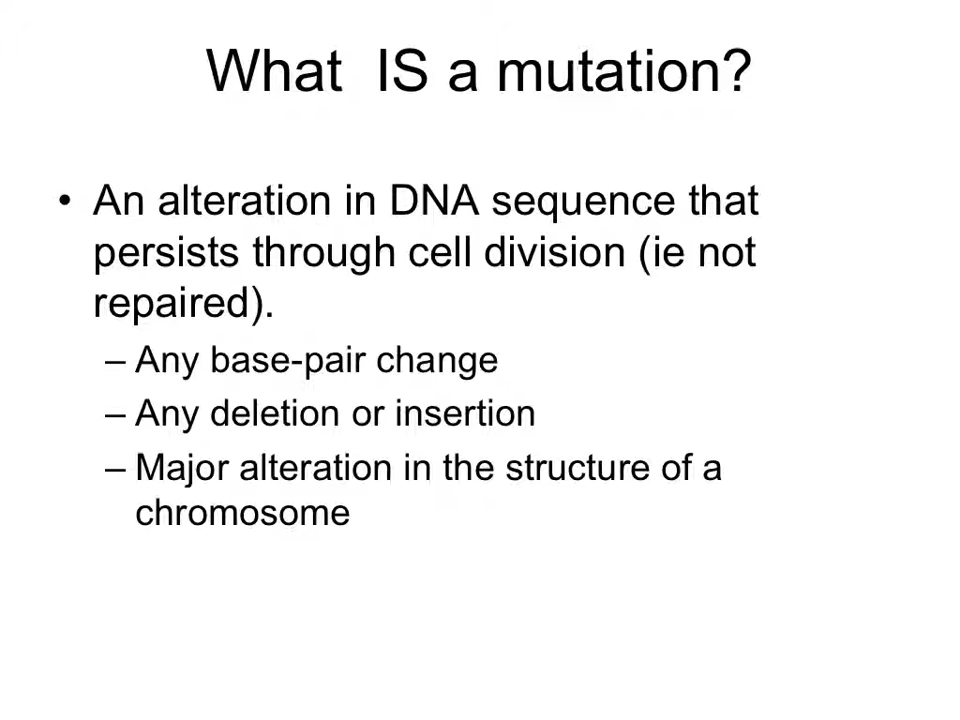 What  IS a mutation?
• An alteration in DNA sequence that
persists through cell division (ie not
repaired).
– Any base-pair change
– Any deletion or insertion
– Major alteration in the structure of a
chromosome